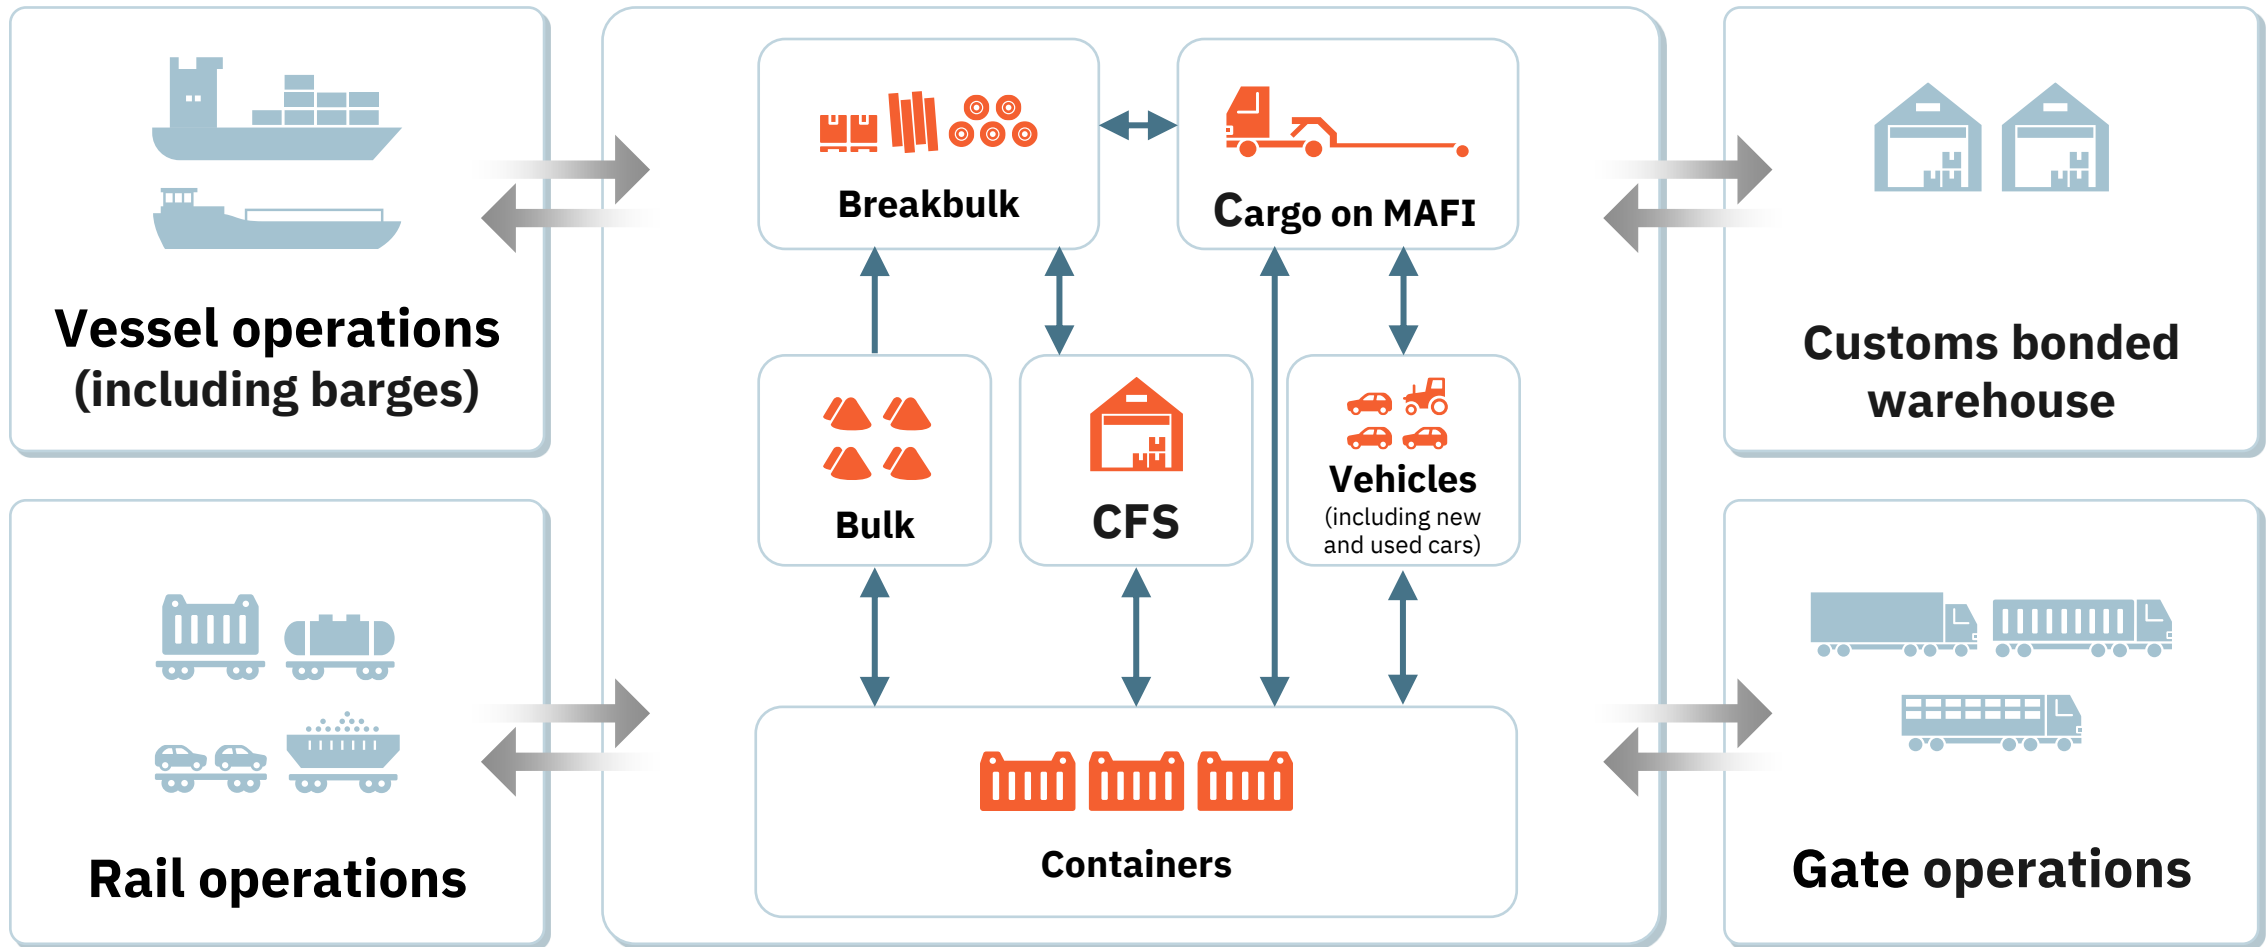 Vessel operations
(including barges)
Rail operations
Breakbulk
Cargo on MAFI
Bulk
CFS
Vehicles
(including new
and used cars)
Containers
Customs bonded
warehouse
Gate operations